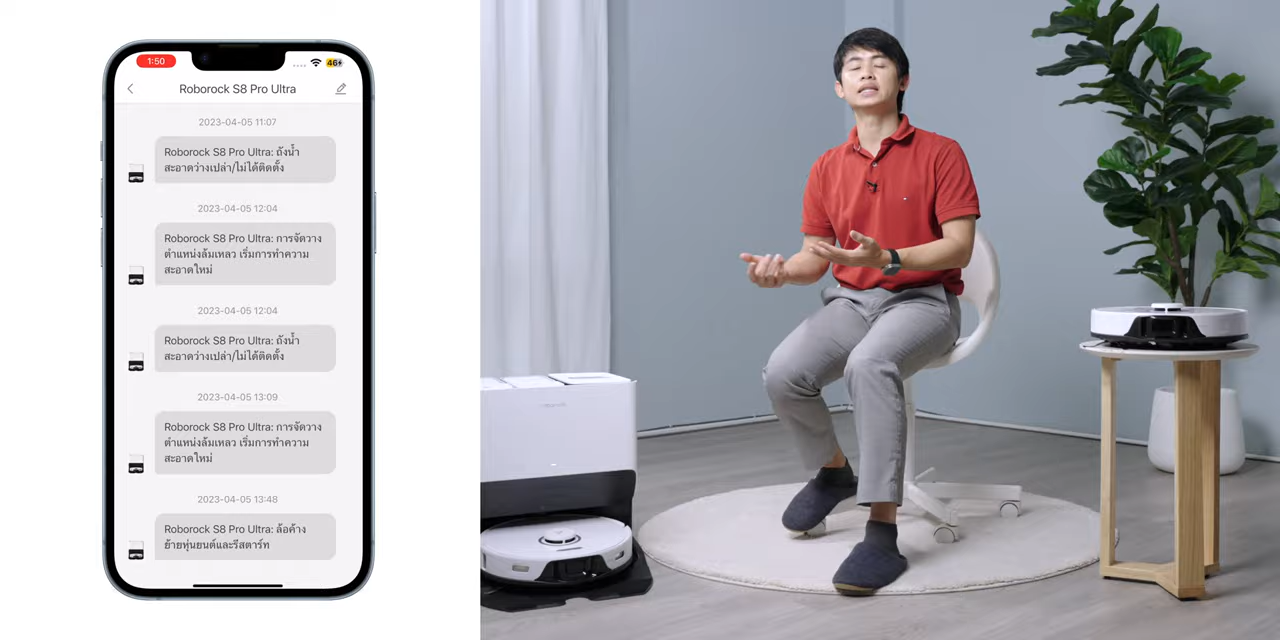 1:50
46
Roborock S8 Pro Ultra
2023-04-05 11:07
Roborock S8 Pro Ultra: ถังน้ำ
สะอาดว่างเปล่า/ไม่ได้ติดตั้ง
2023-04-05 12:04
Roborock S8 Pro Ultra: การจัดวาง
ตำแหน่งล้มเหลว เริ่มการทำความ
สะอาดใหม่
2023-04-05 12:04
Roborock S8 Pro Ultra: ถังน้ำ
สะอาดว่างเปล่า/ไม่ได้ติดตั้ง
2023-04-05 13:09
Roborock S8 Pro Ultra: การจัดวาง
ตำแหน่งล้มเหลว เริ่มการทำความ
สะอาดใหม่
2023-04-05 13:48
Roborock S8 Pro Ultra: ล้อค้าง
ย้ายหุ่นยนต์และรีสตาร์ท